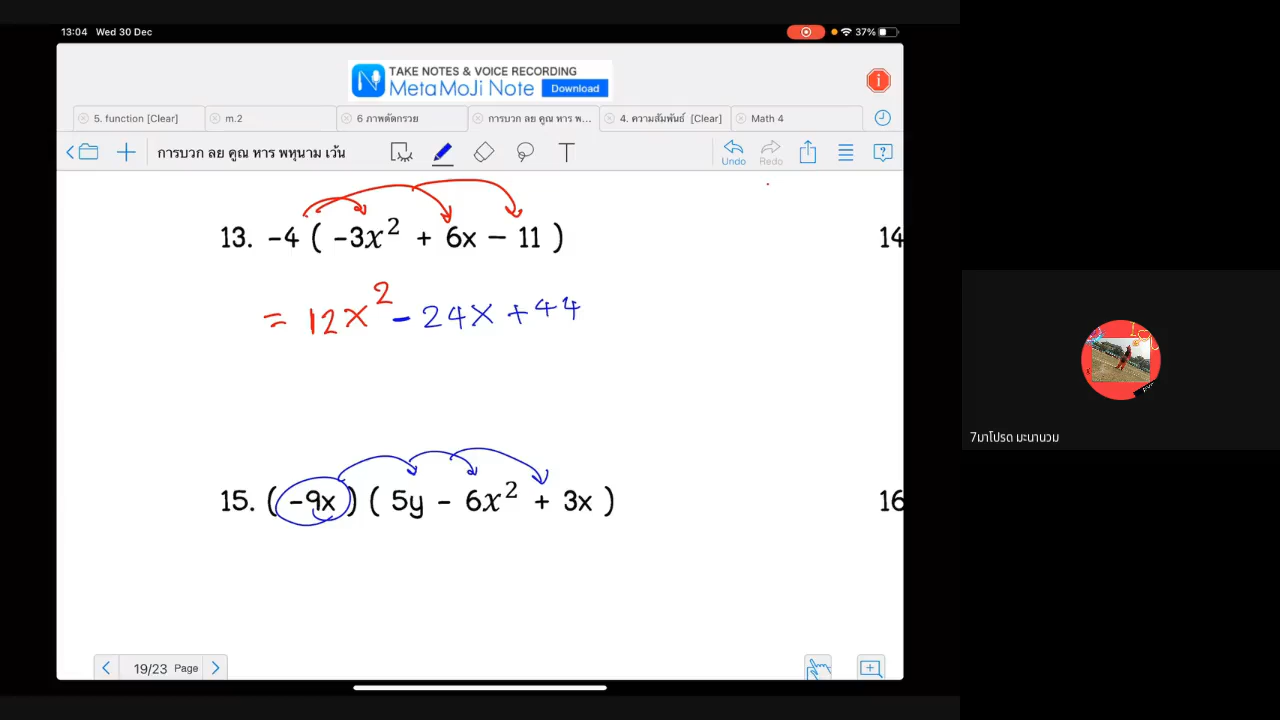 13:04 Wed 30 Dec 37%
TAKE NOTES & VOICE RECORDING
MetaMoJi Note Download
5. function [Clear] m.2 6 ภาพตัดกรวย การบวก ลย คูณ หาร พ... 4. ความสัมพันธ์ [Clear] Math 4
การบวก ลย คูณ หาร พหุนาม เว้น T Undo Redo
13. -4 ( -3x² + 6x - 11 ) 14
= 12x² - 24x + 44
7มาโปรด มะนานวม
15. ( -9x ) ( 5y - 6x² + 3x ) 16
19/23 Page